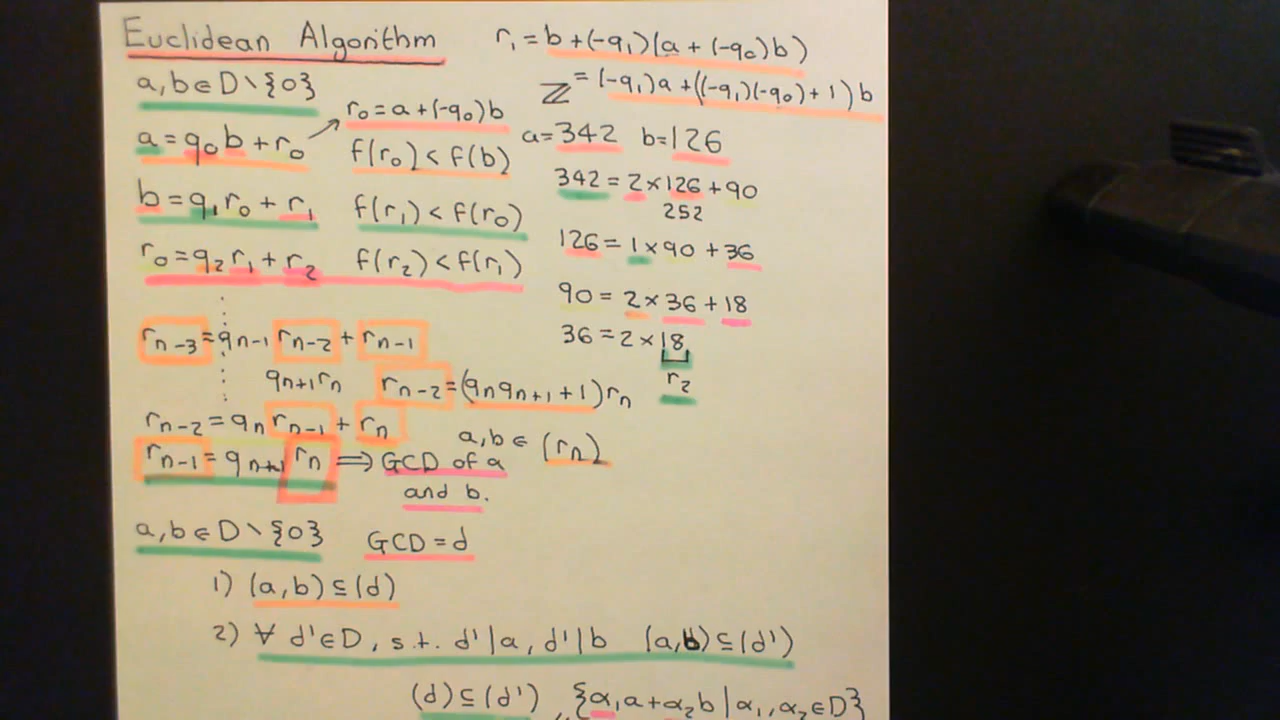 Euclidean Algorithm
a, b ∈ D \ {0}
r₀ = a + (-q₀)b
a = q₀b + r₀ f(r₀) < f(b)
b = q₁r₀ + r₁ f(r₁) < f(r₀)
r₀ = q₂r₁ + r₂ f(r₂) < f(r₁)
rₙ₋₃ = qₙ₋₁ rₙ₋₂ + rₙ₋₁
qₙ₊₁rₙ rₙ₋₂ = (qₙqₙ₊₁ + 1)rₙ
rₙ₋₂ = qₙ rₙ₋₁ + rₙ
a, b ∈ (rₙ)
rₙ₋₁ = qₙ₊₁ rₙ ⟹ GCD of a
and b.
a, b ∈ D \ {0} GCD = d
1) (a, b) ⊆ (d)
2) ∀ d' ∈ D, s.t. d' | a, d' | b (a, b) ⊆ (d')
(d) ⊆ (d') {α₁a + α₂b | α₁, α₂ ∈ D}
r₁ = b + (-q₁)(a + (-q₀)b)
ℤ = (-q₁)a + ((-q₁)(-q₀) + 1)b
a = 342 b = 126
342 = 2 × 126 + 90
252
126 = 1 × 90 + 36
90 = 2 × 36 + 18
36 = 2 × 18
r₂